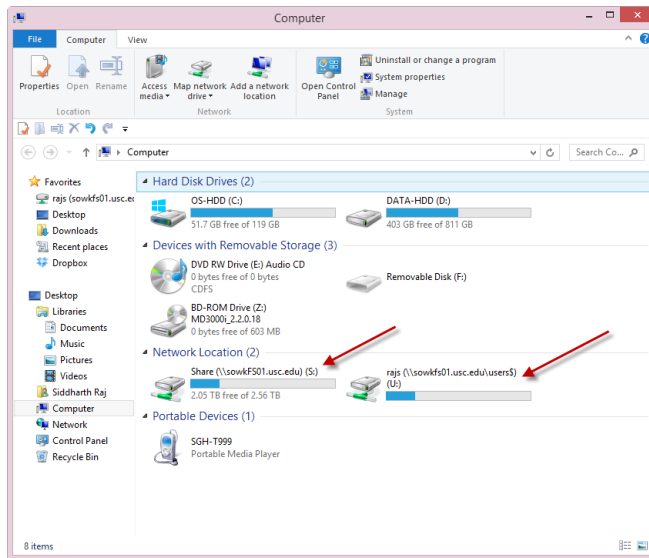 Computer
File Computer View
Properties Open Rename Access media Map network drive Add a network location Open Control Panel Uninstall or change a program
System properties
Manage
Location Network System
Computer Search Co...
Favorites
rajs (sowkfs01.usc.e
Desktop
Downloads
Recent places
Dropbox
Desktop
Libraries
Documents
Music
Pictures
Videos
Siddharth Raj
Computer
Network
Control Panel
Recycle Bin
Hard Disk Drives (2)
OS-HDD (C:)
51.7 GB free of 119 GB
DATA-HDD (D:)
403 GB free of 811 GB
Devices with Removable Storage (3)
DVD RW Drive (E:) Audio CD
0 bytes free of 0 bytes
CDFS
Removable Disk (F:)
BD-ROM Drive (Z:)
MD3000i_2.2.0.18
0 bytes free of 603 MB
Network Location (2)
Share (\\sowkFS01.usc.edu) (S:)
2.05 TB free of 2.56 TB
rajs (\\sowkfs01.usc.edu\users$)
(U:)
Portable Devices (1)
SGH-T999
Portable Media Player
8 items